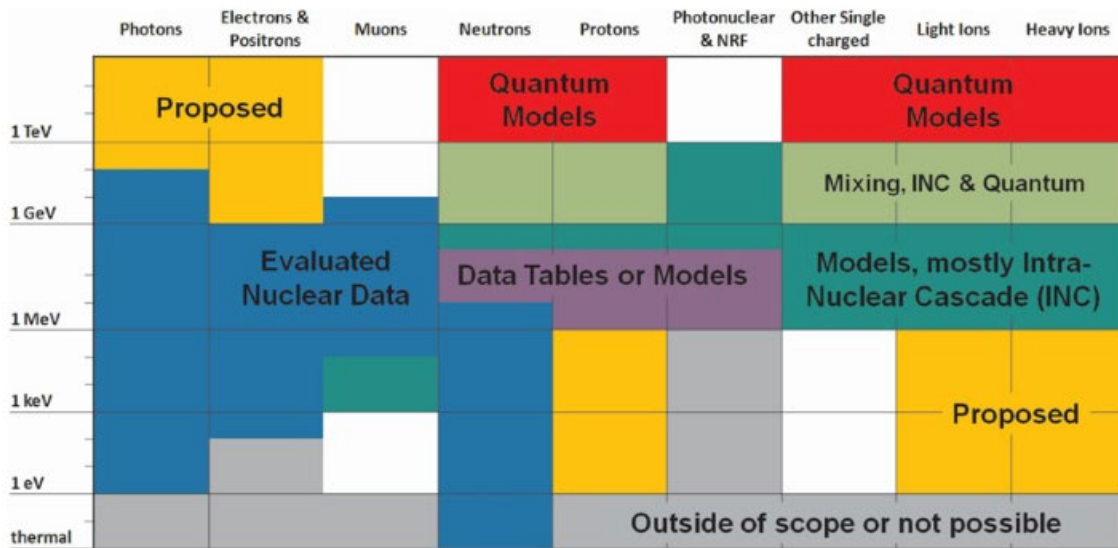 Photons
Electrons &
Positrons
Muons
Neutrons
Protons
Photonuclear
& NRF
Other Single
charged
Light Ions
Heavy Ions
Proposed
Quantum
Models
Quantum
Models
1 TeV
Mixing, INC & Quantum
1 GeV
Evaluated
Nuclear Data
Data Tables or Models
Models, mostly Intra-
Nuclear Cascade (INC)
1 MeV
1 keV
Proposed
1 eV
Outside of scope or not possible
thermal